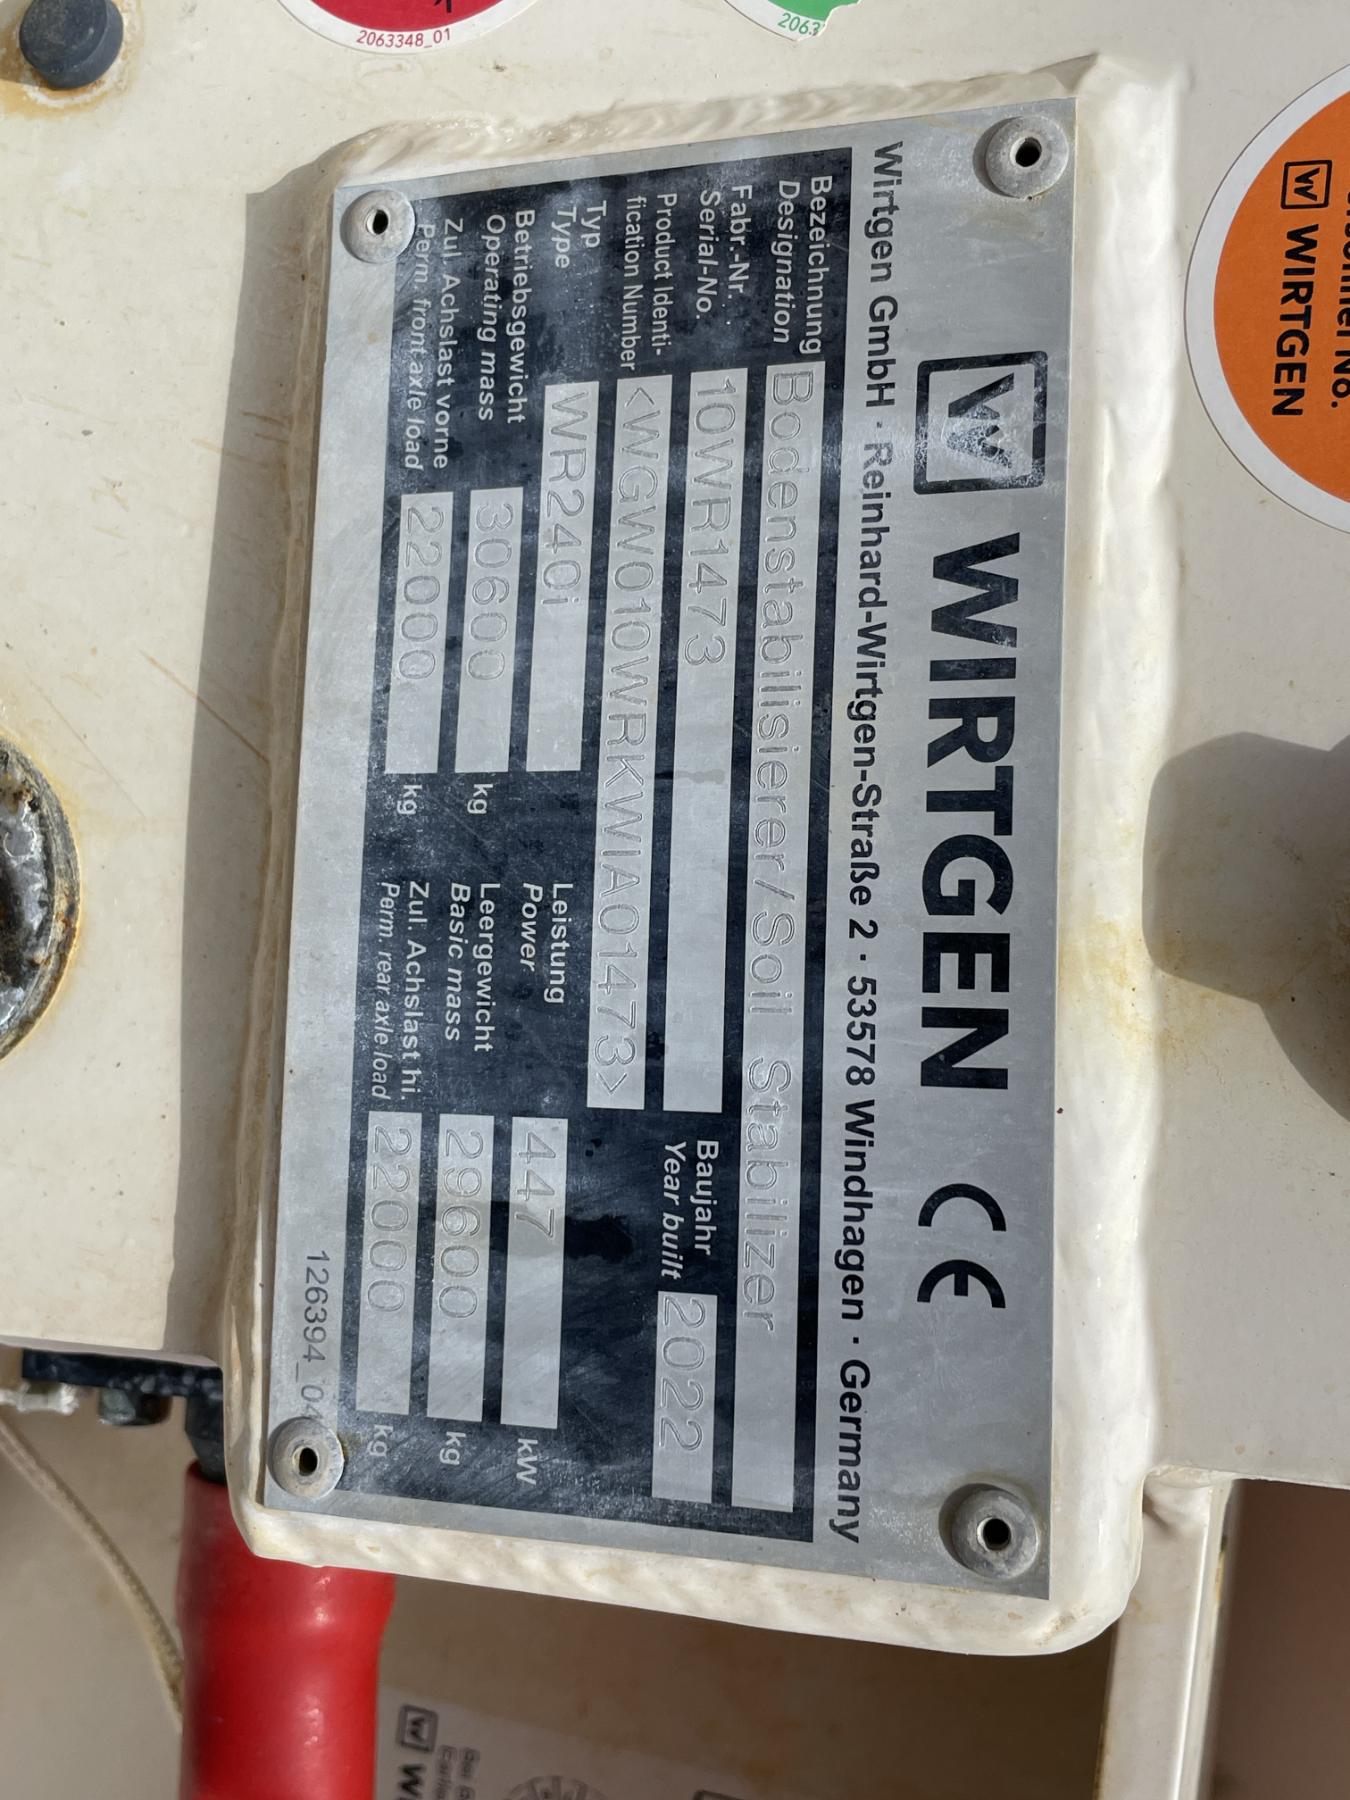 WIRTGEN CE
Wirtgen GmbH · Reinhard-Wirtgen-Straße 2 · 53578 Windhagen · Germany
Bezeichnung
Designation
Bodenstabilisierer/Soil Stabilizer
Fabr.-Nr.
Serial-No.
10WR1473
Baujahr
Year built
2022
Product Identi-
fication Number
<WGW010WRKWIA01473>
Typ
Type
WR240i
Leistung
Power
447 kW
Betriebsgewicht
Operating mass
30600 kg
Leergewicht
Basic mass
29600 kg
Zul. Achslast vorne
Perm. front axle load
22000 kg
Zul. Achslast hi.
Perm. rear axle load
22000 kg
126394_04
2063348_01
No.
WIRTGEN